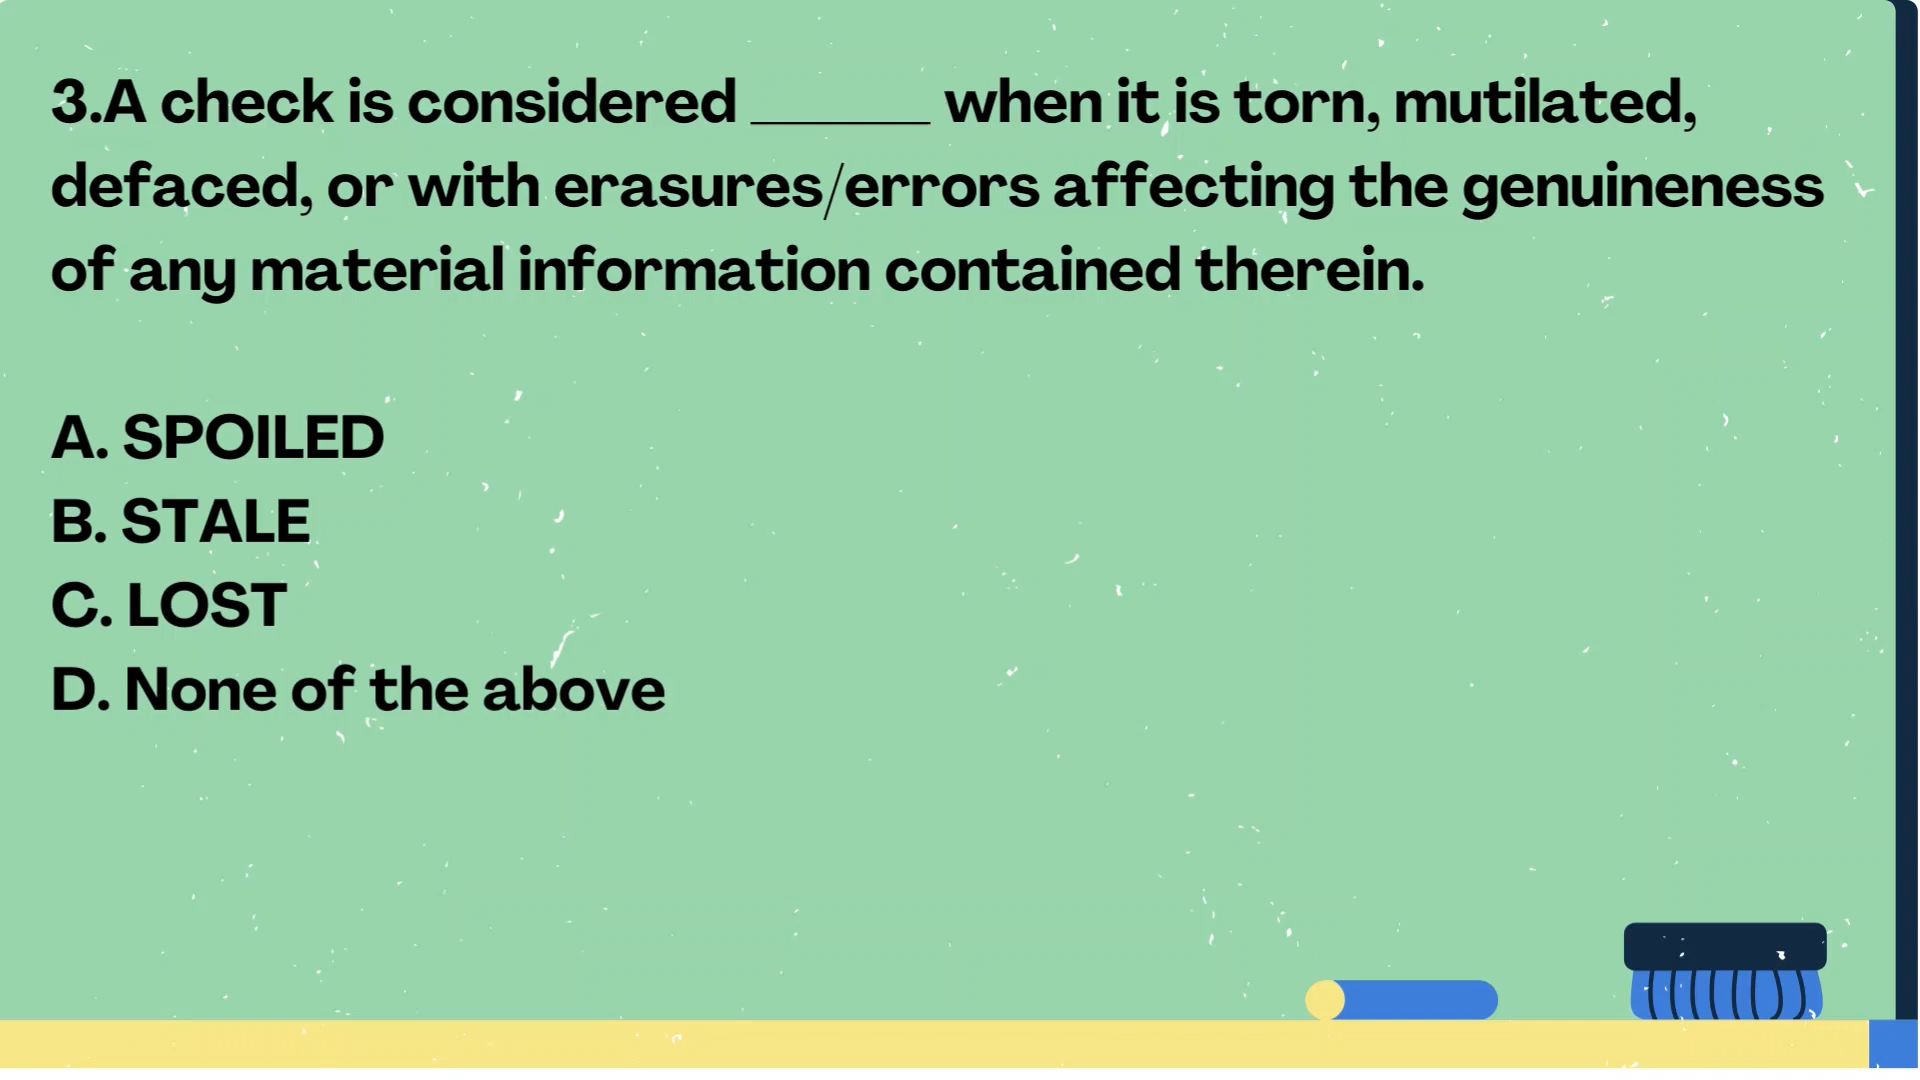 3.A check is considered ______ when it is torn, mutilated,
defaced, or with erasures/errors affecting the genuineness
of any material information contained therein.
A. SPOILED
B. STALE
C. LOST
D. None of the above